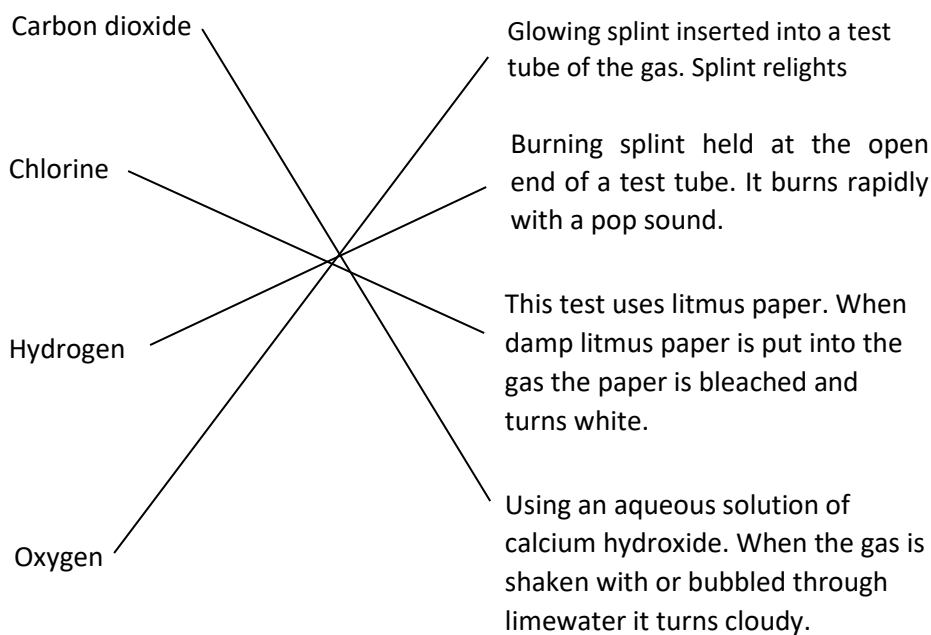 Carbon dioxide
Chlorine
Hydrogen
Oxygen
Glowing splint inserted into a test
tube of the gas. Splint relights
Burning splint held at the open
end of a test tube. It burns rapidly
with a pop sound.
This test uses litmus paper. When
damp litmus paper is put into the
gas the paper is bleached and
turns white.
Using an aqueous solution of
calcium hydroxide. When the gas is
shaken with or bubbled through
limewater it turns cloudy.